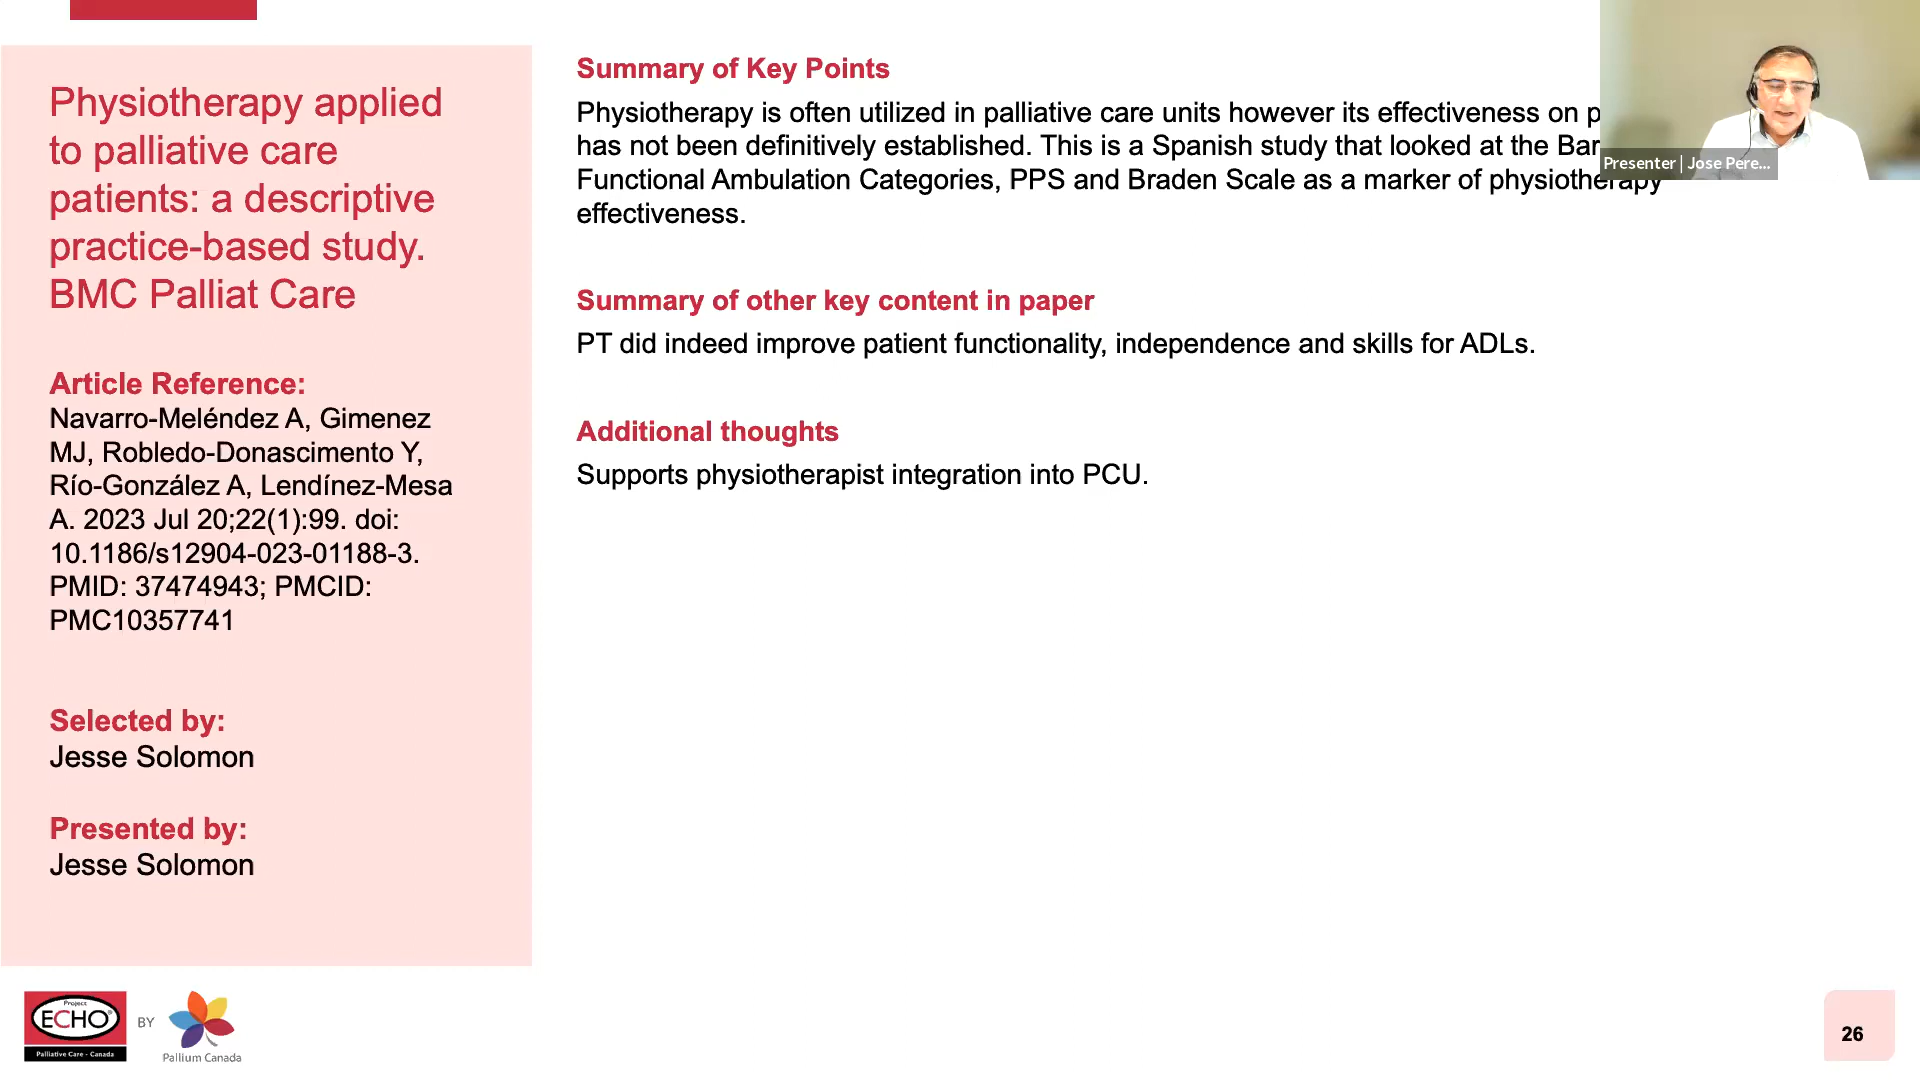 Physiotherapy applied
to palliative care
patients: a descriptive
practice-based study.
BMC Palliat Care
Article Reference:
Navarro-Meléndez A, Gimenez
MJ, Robledo-Donascimento Y,
Río-González A, Lendínez-Mesa
A. 2023 Jul 20;22(1):99. doi:
10.1186/s12904-023-01188-3.
PMID: 37474943; PMCID:
PMC10357741
Selected by:
Jesse Solomon
Presented by:
Jesse Solomon
Summary of Key Points
Physiotherapy is often utilized in palliative care units however its effectiveness on p
has not been definitively established. This is a Spanish study that looked at the Bar
Functional Ambulation Categories, PPS and Braden Scale as a marker of physiotherapy
effectiveness.
Summary of other key content in paper
PT did indeed improve patient functionality, independence and skills for ADLs.
Additional thoughts
Supports physiotherapist integration into PCU.
Presenter | Jose Pere...
Project
ECHO®
Palliative Care - Canada
BY
Pallium Canada
26